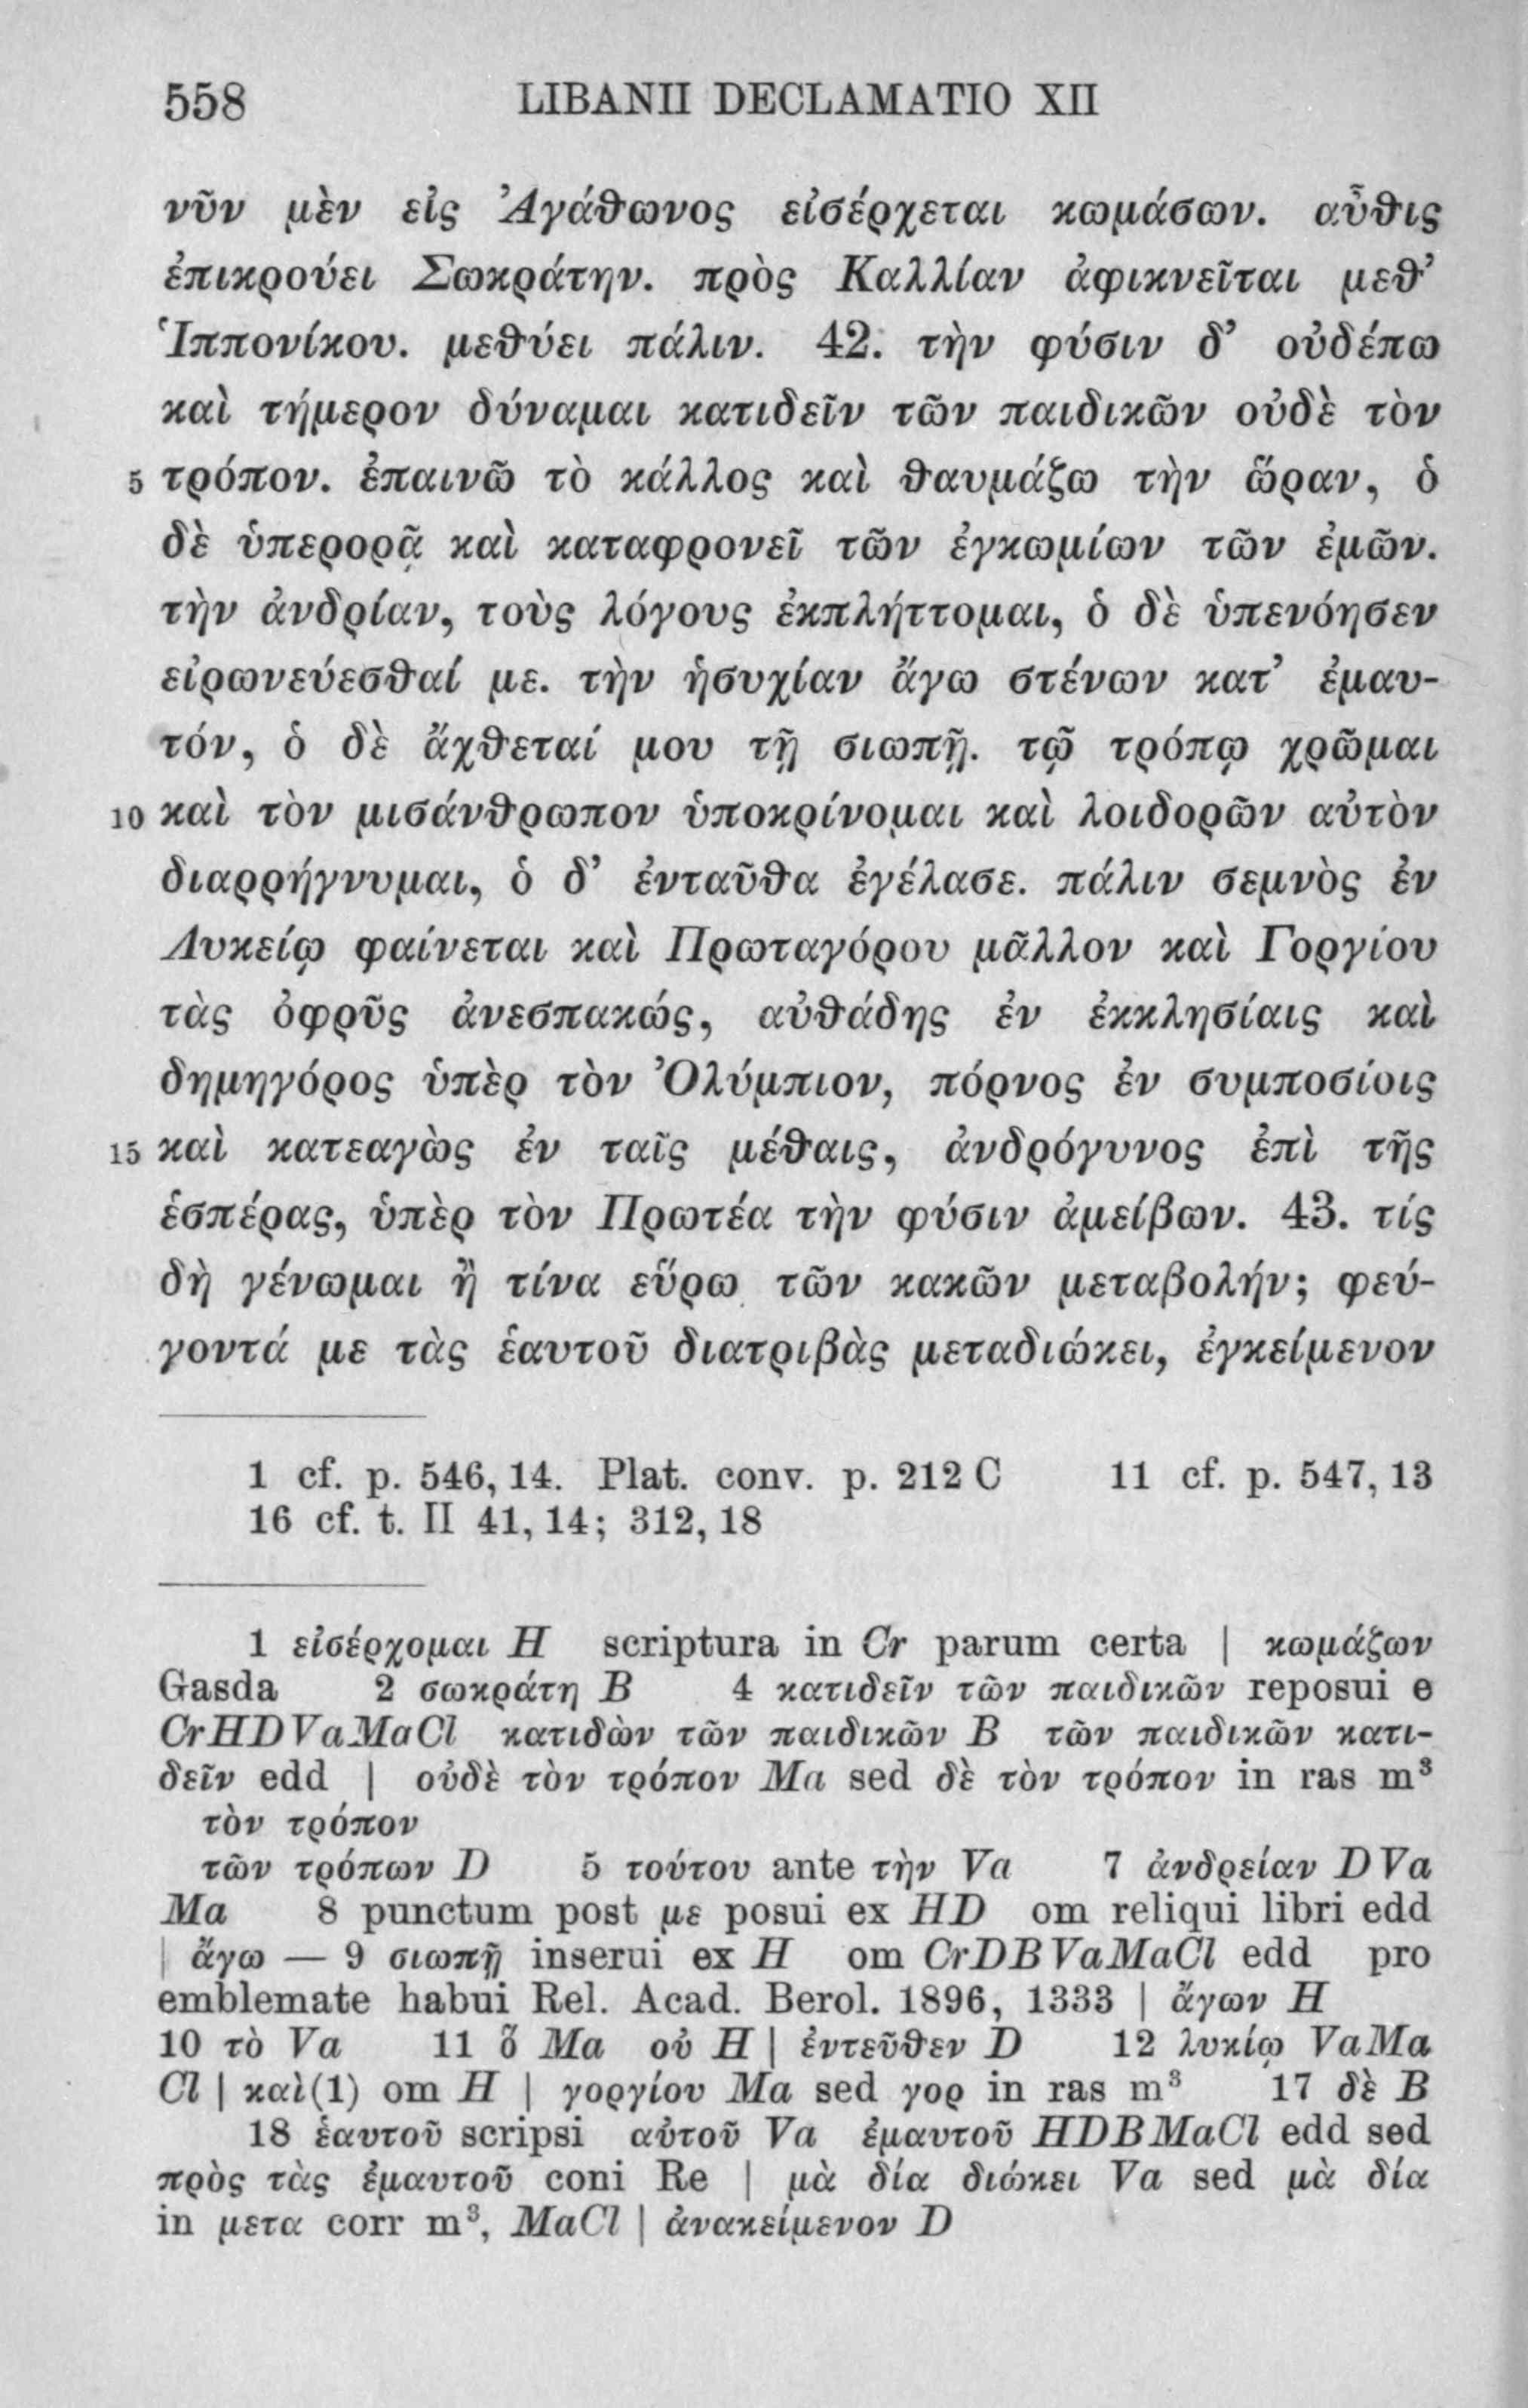 558 LIBANII DECLAMATIO XII
νῦν μὲν εἰς Ἀγάθωνος εἰσέρχεται κωμάσων. αὖθις
ἐπικρούει Σωκράτην. πρὸς Καλλίαν ἀφικνεῖται μεθ’
Ἱππονίκου. μεθύει πάλιν. 42. τὴν φύσιν δ’ οὐδέπω
καὶ τήμερον δύναμαι κατιδεῖν τῶν παιδικῶν οὐδὲ τὸν
5 τρόπον. ἐπαινῶ τὸ κάλλος καὶ θαυμάζω τὴν ὥραν, ὁ
δὲ ὑπερορᾷ καὶ καταφρονεῖ τῶν ἐγκωμίων τῶν ἐμῶν.
τὴν ἀνδρίαν, τοὺς λόγους ἐκπλήττομαι, ὁ δὲ ὑπενόησεν
εἰρωνεύεσθαί με. τὴν ἡσυχίαν ἄγω στένων κατ’ ἐμαυ-
τόν, ὁ δὲ ἄχθεταί μου τῇ σιωπῇ. τῷ τρόπῳ χρῶμαι
10 καὶ τὸν μισάνθρωπον ὑποκρίνομαι καὶ λοιδορῶν αὐτὸν
διαρρήγνυμαι, ὁ δ’ ἐνταῦθα ἐγέλασε. πάλιν σεμνὸς ἐν
Λυκείῳ φαίνεται καὶ Πρωταγόρου μᾶλλον καὶ Γοργίου
τὰς ὀφρῦς ἀνεσπακώς, αὐθάδης ἐν ἐκκλησίαις καὶ
δημηγόρος ὑπὲρ τὸν Ὀλύμπιον, πόρνος ἐν συμποσίοις
15 καὶ κατεαγὼς ἐν ταῖς μέθαις, ἀνδρόγυνος ἐπὶ τῆς
ἑσπέρας, ὑπὲρ τὸν Πρωτέα τὴν φύσιν ἀμείβων. 43. τίς
δὴ γένωμαι ἢ τίνα εὕρω τῶν κακῶν μεταβολήν; φεύ-
γοντά με τὰς ἑαυτοῦ διατριβὰς μεταδιώκει, ἐγκείμενον
1 cf. p. 546, 14. Plat. conv. p. 212 C 11 cf. p. 547, 13
16 cf. t. II 41, 14; 312, 18
1 εἰσέρχομαι H scriptura in Cr parum certa | κωμάζων
Gasda 2 σωκράτη B 4 κατιδεῖν τῶν παιδικῶν reposui e
CrHDVaMaCl κατιδὼν τῶν παιδικῶν B τῶν παιδικῶν κατι-
δεῖν edd | οὐδὲ τὸν τρόπον Ma sed δὲ τὸν τρόπον in ras m³
τὸν τρόπον
τῶν τρόπων D 5 τούτου ante τὴν Va 7 ἀνδρείαν DVa
Ma 8 punctum post με posui ex HD om reliqui libri edd
| ἄγω — 9 σιωπῇ inserui ex H om CrDBVaMaCl edd pro
emblemate habui Rel. Acad. Berol. 1896, 1333 | ἄγων H
10 τὸ Va 11 ὅ Ma οὐ H | ἐντεῦθεν D 12 λυκίῳ VaMa
Cl | καὶ(1) om H | γοργίου Ma sed γορ in ras m³ 17 δὲ B
18 ἑαυτοῦ scripsi αὐτοῦ Va ἐμαυτοῦ HDBMaCl edd sed
πρὸς τὰς ἐμαυτοῦ coni Re | μὰ δία διώκει Va sed μὰ δία
in μετα corr m³, MaCl | ἀνακείμενον D